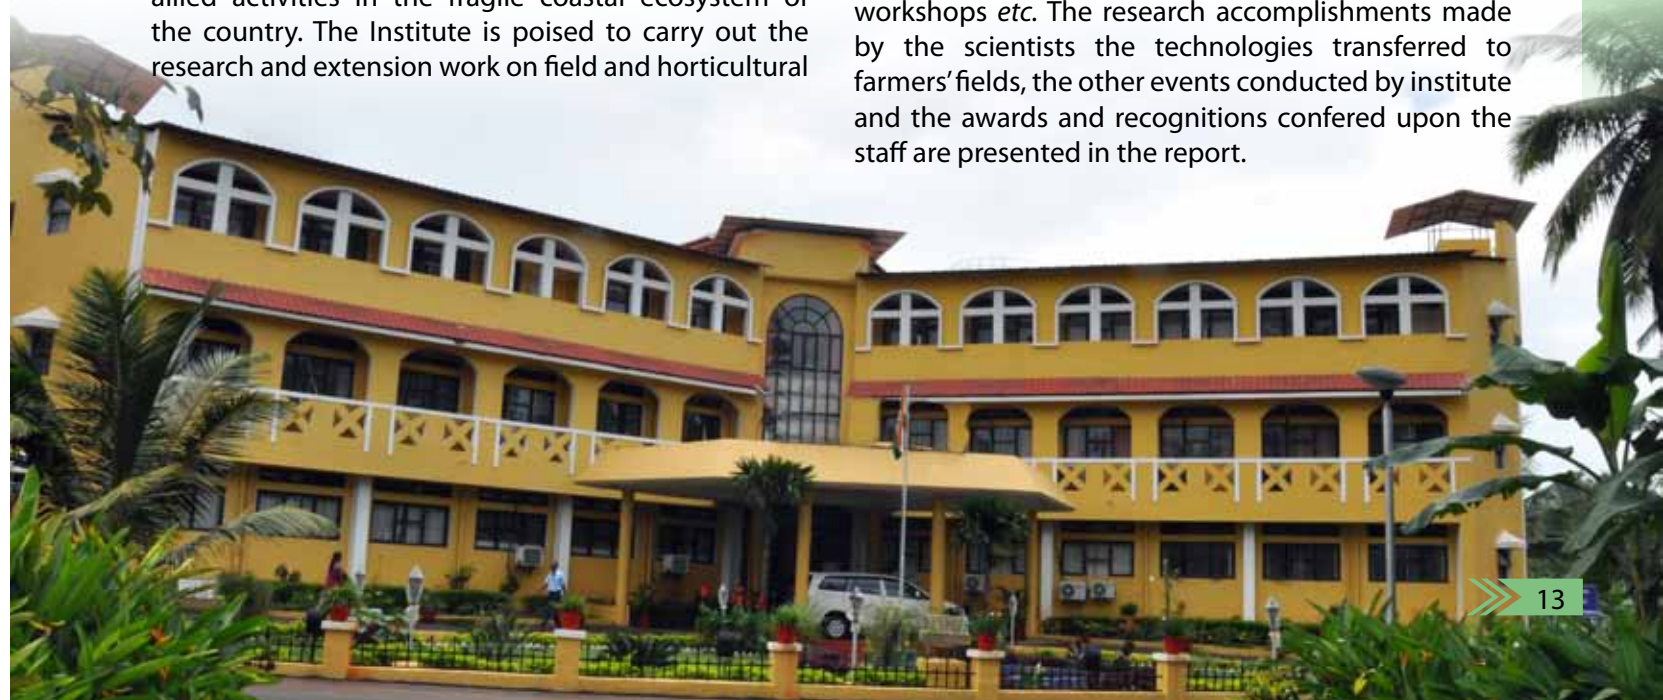 allied activities in the fragile coastal ecosystem of
the country. The Institute is poised to carry out the
research and extension work on field and horticultural
workshops etc. The research accomplishments made
by the scientists the technologies transferred to
farmers' fields, the other events conducted by institute
and the awards and recognitions confered upon the
staff are presented in the report.
13